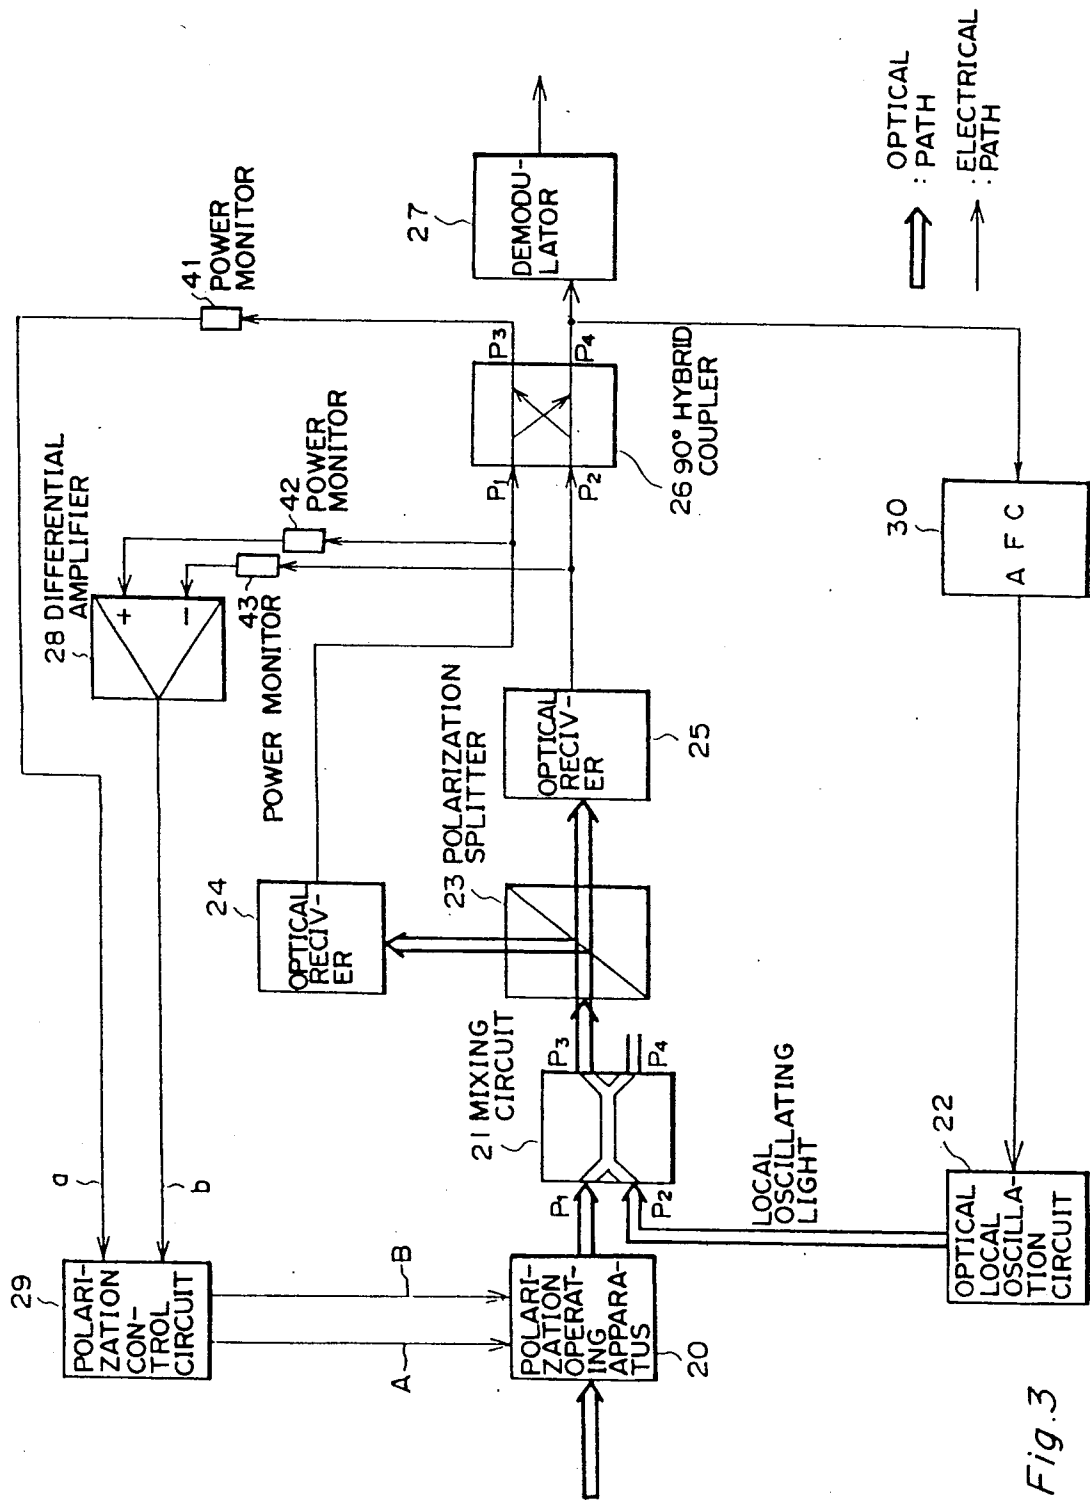 29
POLARI-
ZATION
CON-
TROL
CIRCUIT
a
b
A
B
POLARI-
ZATION
OPERAT-
ING
APPARA-
TUS
20
28 DIFFERENTIAL
AMPLIFIER
+
−
43
POWER MONITOR
42
POWER
MONITOR
41
POWER
MONITOR
24
OPTICAL
RECIV-
ER
21 MIXING
CIRCUIT
P1
P2
P3
P4
23 POLARIZATION
SPLITTER
OPTICAL
RECIV-
ER
25
P1
P2
P3
P4
26 90° HYBRID
COUPLER
27
DEMODU-
LATOR
LOCAL
OSCILLATING
LIGHT
22
OPTICAL
LOCAL
OSCILLA-
TION
CIRCUIT
30
A F C
: OPTICAL
PATH
: ELECTRICAL
PATH
Fig.3